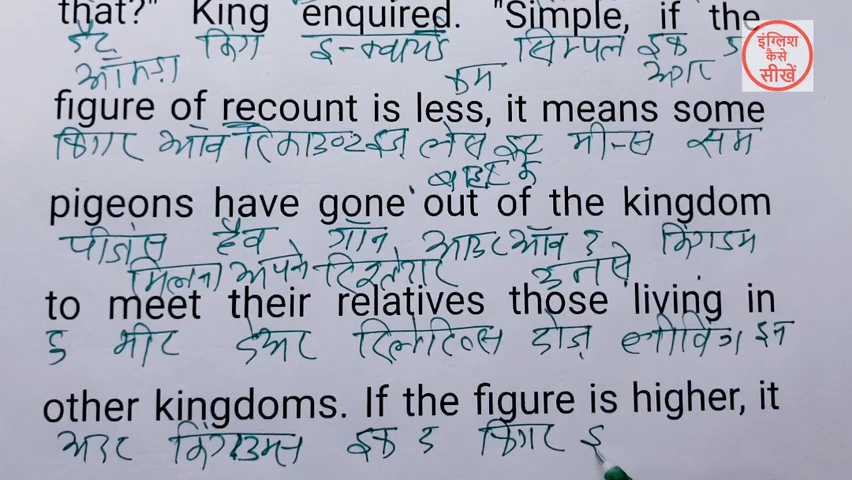 that?" King enquired. "Simple, if the
डैट् किंग इन्क्वायर्ड सिम्पल इफ द
आँकड़ा कम अगर
figure of recount is less, it means some
फिगर ऑव रिकाउण्ट इज़ लेस इट मीन्स सम
बाहर के
pigeons have gone out of the kingdom
पीजंस हैव गॉन आउट ऑव द किंगडम
मिलना अपने रिश्तेदार उनसे
to meet their relatives those living in
टु मीट देअर रिलेटिव्स दोज़ लीविंग इन
other kingdoms. If the figure is higher, it
अदर किंगडम्स इफ द फिगर इ
इंग्लिश
कैसे
सीखें